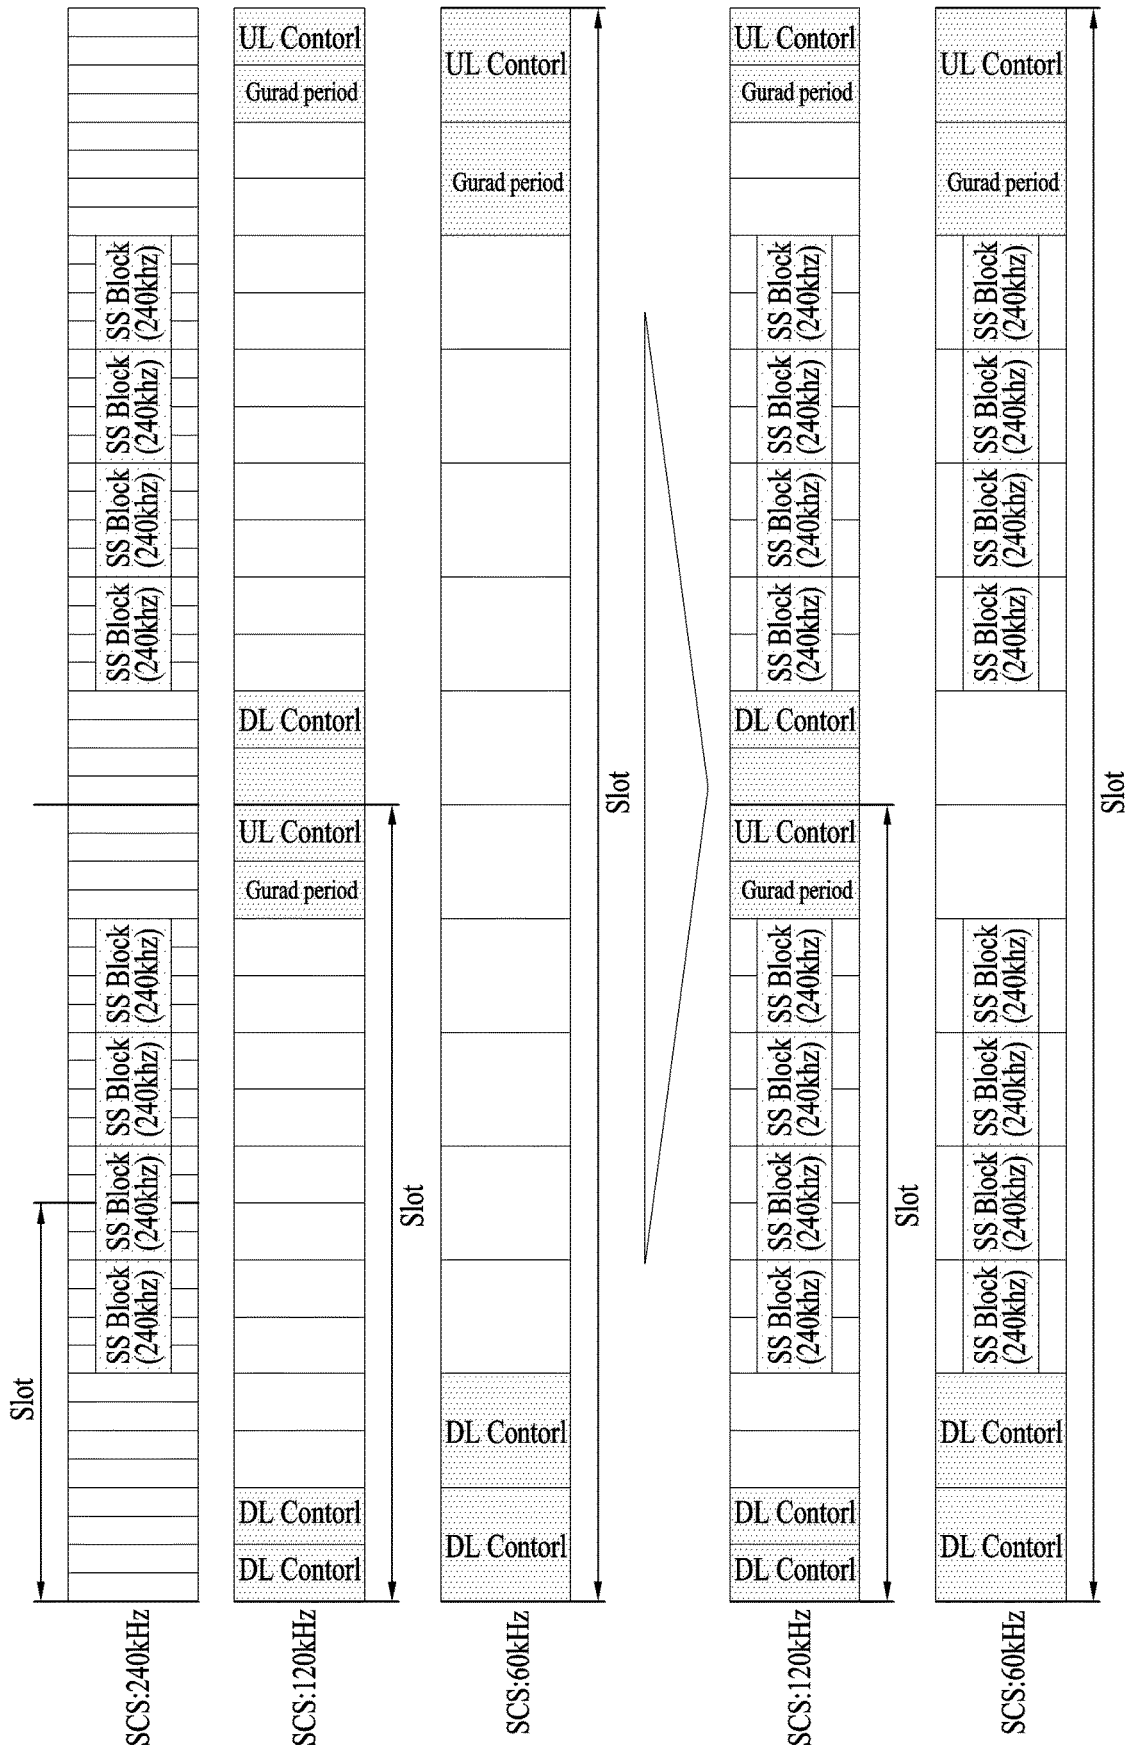 SS Block
(240khz)
SS Block
(240khz)
SS Block
(240khz)
SS Block
(240khz)
SS Block
(240khz)
SS Block
(240khz)
SS Block
(240khz)
SS Block
(240khz)
Slot
SCS:240kHz
UL Contorl
Gurad period
DL Contorl
UL Contorl
Gurad period
DL Contorl
DL Contorl
Slot
SCS:120kHz
UL Contorl
Gurad period
DL Contorl
DL Contorl
Slot
SCS:60kHz
UL Contorl
Gurad period
SS Block
(240khz)
SS Block
(240khz)
SS Block
(240khz)
SS Block
(240khz)
DL Contorl
UL Contorl
Gurad period
SS Block
(240khz)
SS Block
(240khz)
SS Block
(240khz)
SS Block
(240khz)
DL Contorl
DL Contorl
Slot
SCS:120kHz
UL Contorl
Gurad period
SS Block
(240khz)
SS Block
(240khz)
SS Block
(240khz)
SS Block
(240khz)
SS Block
(240khz)
SS Block
(240khz)
SS Block
(240khz)
SS Block
(240khz)
DL Contorl
DL Contorl
Slot
SCS:60kHz